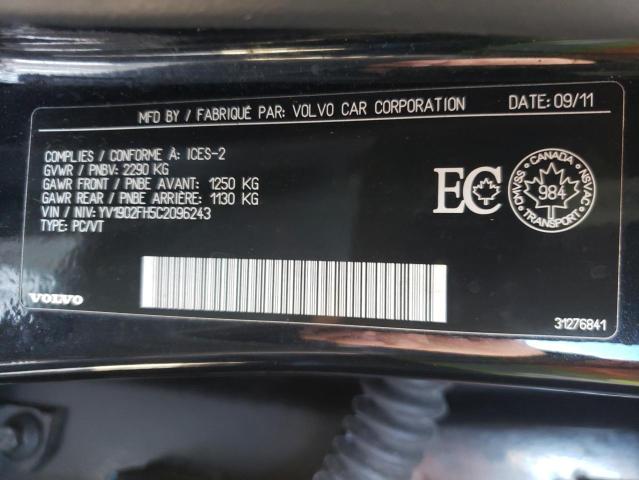 MFD BY / FABRIQUÉ PAR: VOLVO CAR CORPORATION DATE: 09/11
COMPLIES / CONFORME À: ICES-2
GVWR / PNBV: 2290 KG
GAWR FRONT / PNBE AVANT: 1250 KG
GAWR REAR / PNBE ARRIÈRE: 1130 KG
VIN / NIV: YV1902FH5C2096243
TYPE: PC/VT
EC
CANADA
CMVSS 984 NSVAC
TRANSPORT
VOLVO
31276841